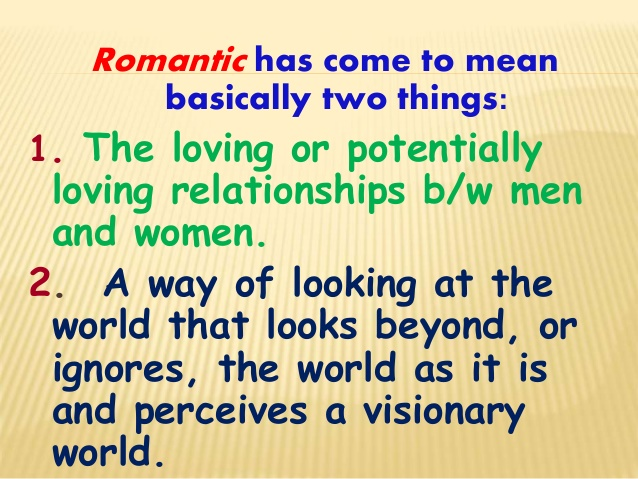 Romantic has come to mean
basically two things:
1. The loving or potentially
loving relationships b/w men
and women.
2. A way of looking at the
world that looks beyond, or
ignores, the world as it is
and perceives a visionary
world.